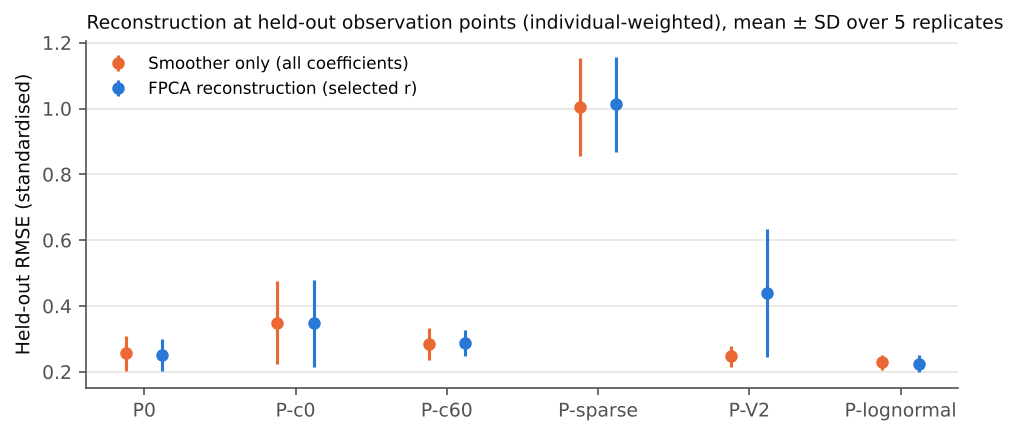 Reconstruction at held-out observation points (individual-weighted), mean ± SD over 5 replicates
Smoother only (all coefficients)
FPCA reconstruction (selected r)
Held-out RMSE (standardised)
1.2
1.0
0.8
0.6
0.4
0.2
P0 P-c0 P-c60 P-sparse P-V2 P-lognormal